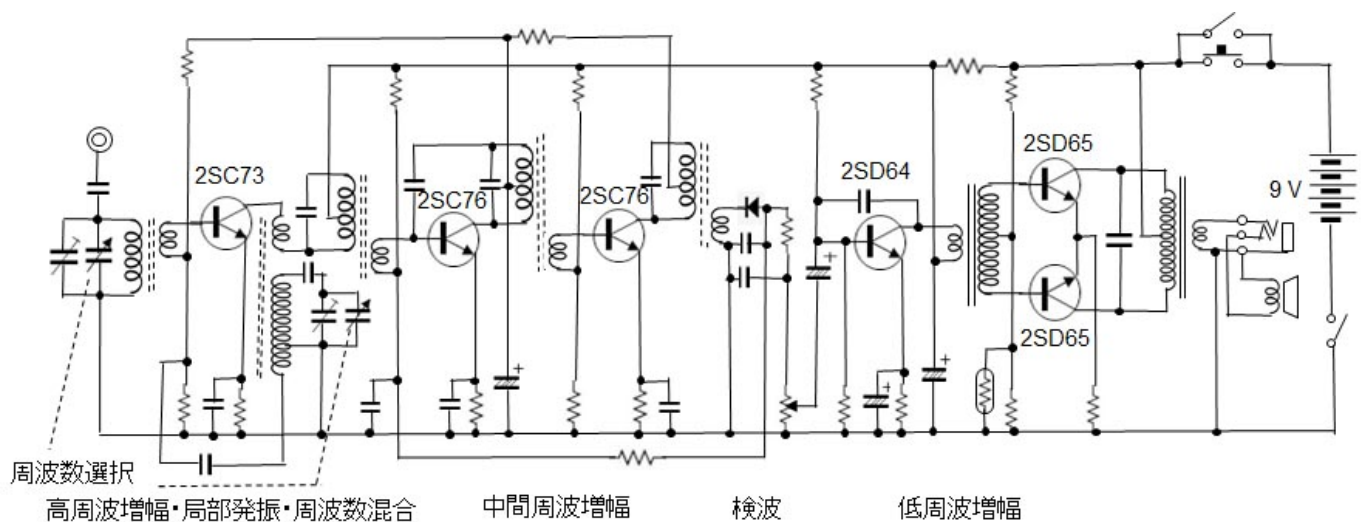 2SC73
2SC76
2SC76
2SD64
2SD65
2SD65
9 V
+
+
+
+
周波数選択
高周波増幅・局部発振・周波数混合
中間周波増幅
検波
低周波増幅